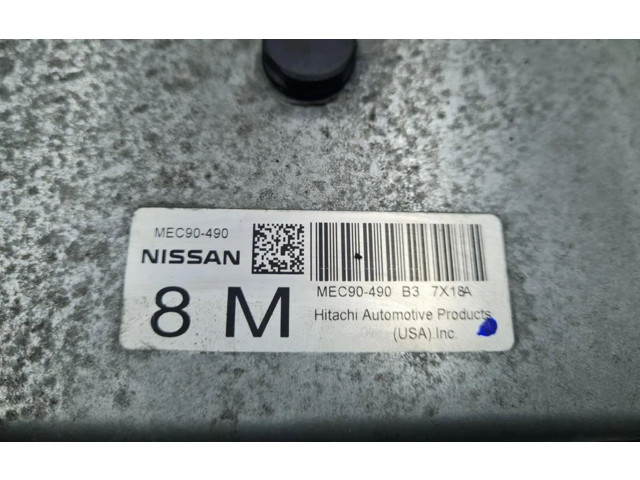 MEC90-490
NISSAN
8 M
MEC90-490 B3 7X18A
Hitachi Automotive Products
(USA).Inc.